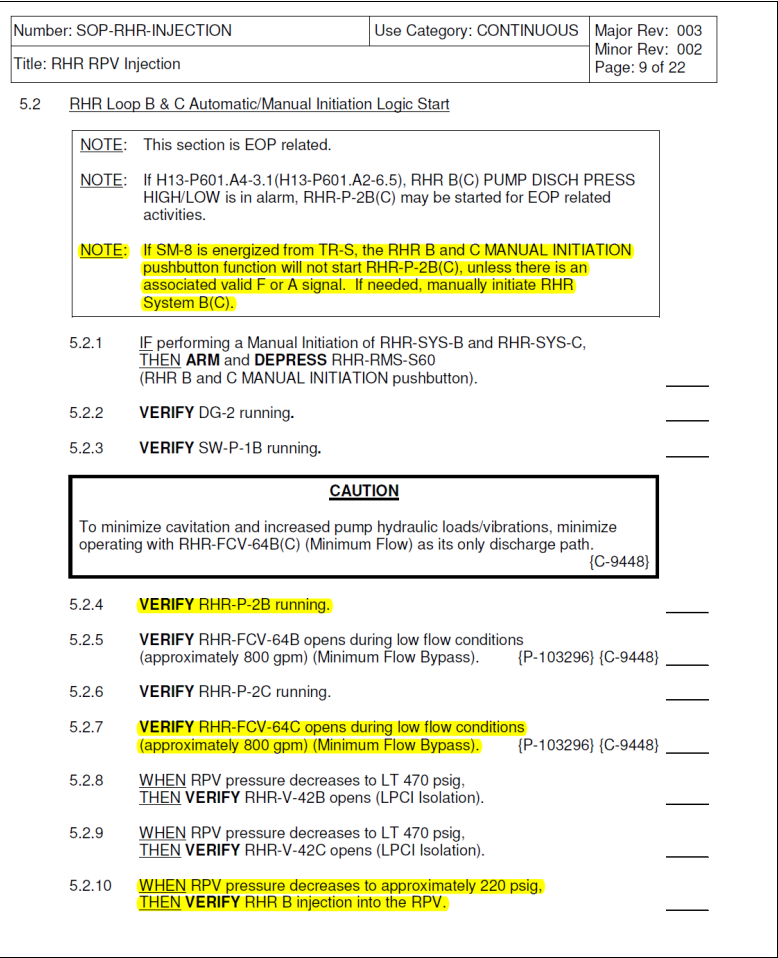 Number: SOP-RHR-INJECTION Use Category: CONTINUOUS Major Rev: 003
Minor Rev: 002
Title: RHR RPV Injection Page: 9 of 22
5.2 RHR Loop B & C Automatic/Manual Initiation Logic Start
NOTE: This section is EOP related.
NOTE: If H13-P601.A4-3.1(H13-P601.A2-6.5), RHR B(C) PUMP DISCH PRESS
HIGH/LOW is in alarm, RHR-P-2B(C) may be started for EOP related
activities.
NOTE: If SM-8 is energized from TR-S, the RHR B and C MANUAL INITIATION
pushbutton function will not start RHR-P-2B(C), unless there is an
associated valid F or A signal. If needed, manually initiate RHR
System B(C).
5.2.1 IF performing a Manual Initiation of RHR-SYS-B and RHR-SYS-C,
THEN ARM and DEPRESS RHR-RMS-S60
(RHR B and C MANUAL INITIATION pushbutton).
5.2.2 VERIFY DG-2 running.
5.2.3 VERIFY SW-P-1B running.
CAUTION
To minimize cavitation and increased pump hydraulic loads/vibrations, minimize
operating with RHR-FCV-64B(C) (Minimum Flow) as its only discharge path.
{C-9448}
5.2.4 VERIFY RHR-P-2B running.
5.2.5 VERIFY RHR-FCV-64B opens during low flow conditions
(approximately 800 gpm) (Minimum Flow Bypass). {P-103296} {C-9448}
5.2.6 VERIFY RHR-P-2C running.
5.2.7 VERIFY RHR-FCV-64C opens during low flow conditions
(approximately 800 gpm) (Minimum Flow Bypass). {P-103296} {C-9448}
5.2.8 WHEN RPV pressure decreases to LT 470 psig,
THEN VERIFY RHR-V-42B opens (LPCI Isolation).
5.2.9 WHEN RPV pressure decreases to LT 470 psig,
THEN VERIFY RHR-V-42C opens (LPCI Isolation).
5.2.10 WHEN RPV pressure decreases to approximately 220 psig,
THEN VERIFY RHR B injection into the RPV.